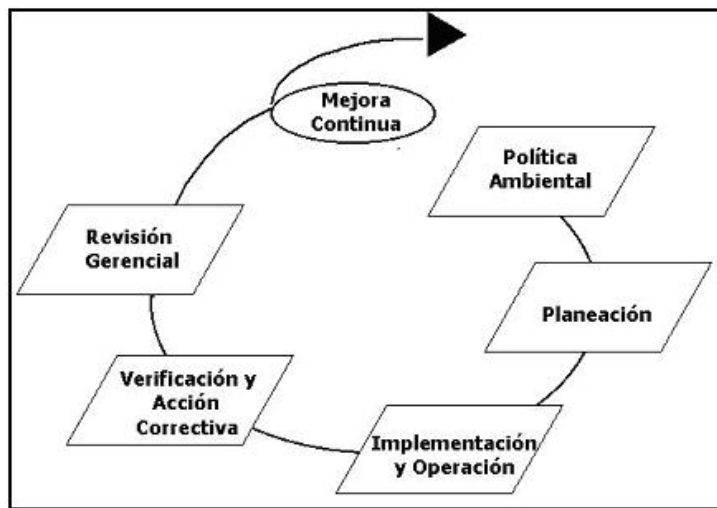 Mejora
Continua
Política
Ambiental
Planeación
Implementación
y Operación
Verificación y
Acción
Correctiva
Revisión
Gerencial